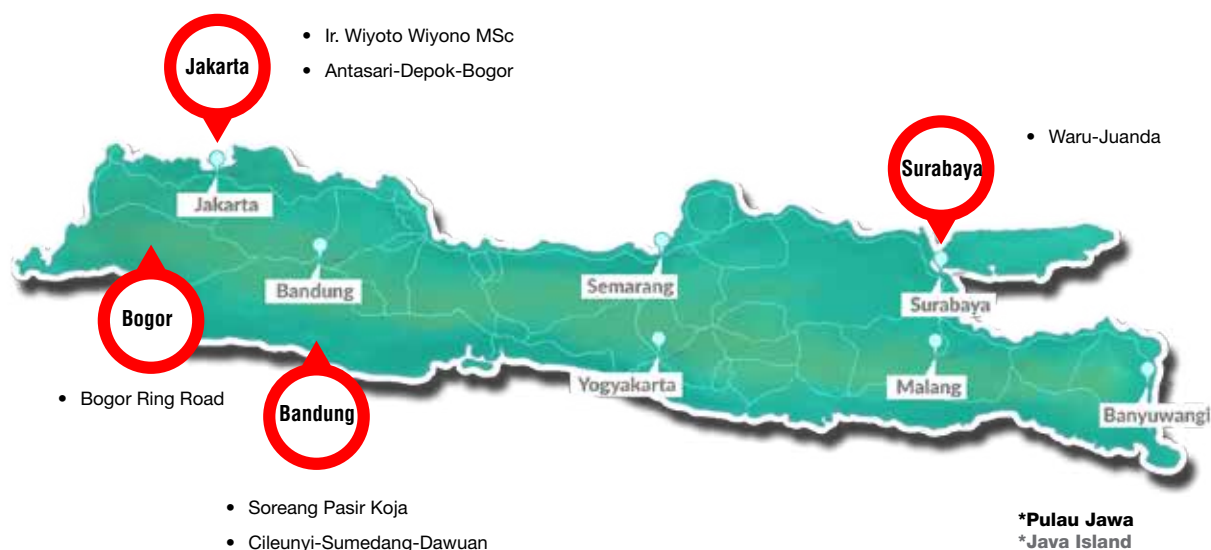 • Ir. Wiyoto Wiyono MSc
• Antasari-Depok-Bogor
Jakarta
• Waru-Juanda
Surabaya
Jakarta
Bandung
Semarang
Surabaya
Bogor
Yogyakarta
Malang
• Bogor Ring Road
Bandung
Banyuwangi
• Soreang Pasir Koja
• Cileunyi-Sumedang-Dawuan
*Pulau Jawa
*Java Island